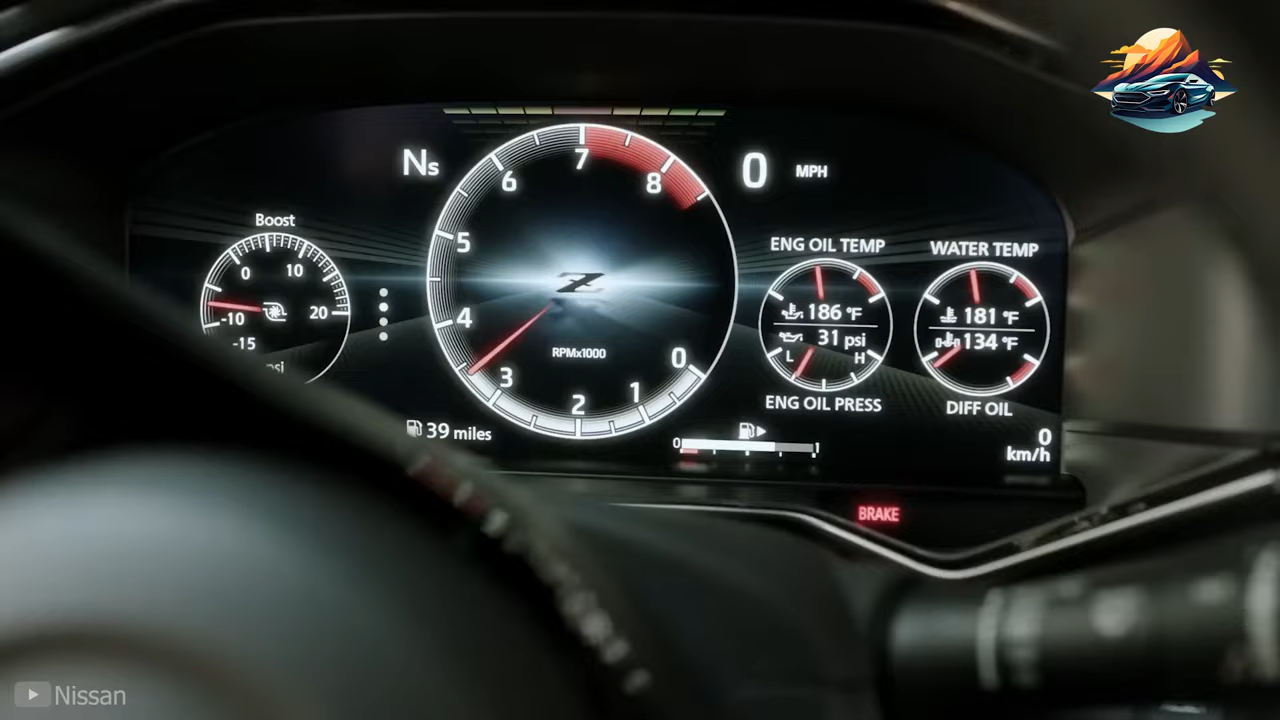 Ns
0 MPH
Boost
0
10
20
-10
-15
7
6
8
5
4
3
2
1
0
Z
RPMx1000
39 miles
ENG OIL TEMP
186 °F
31 psi
L H
ENG OIL PRESS
WATER TEMP
181 °F
134 °F
DIFF OIL
0 1
0
km/h
BRAKE
Nissan